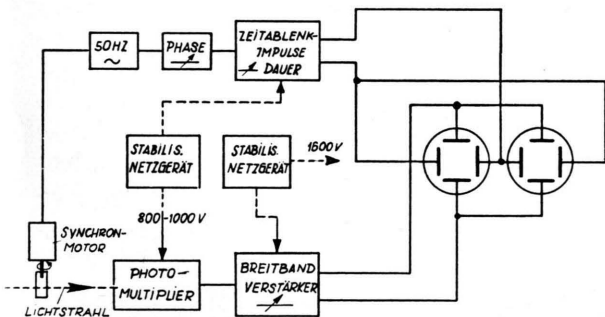 50HZ
~
PHASE
ZEITABLENK-
IMPULSE
DAUER
STABILIS.
NETZGERÄT
STABILIS.
NETZGERÄT
1600V
800-1000 V
SYNCHRON-
MOTOR
PHOTO-
MULTIPLIER
BREITBAND
VERSTÄRKER
LICHTSTRAHL